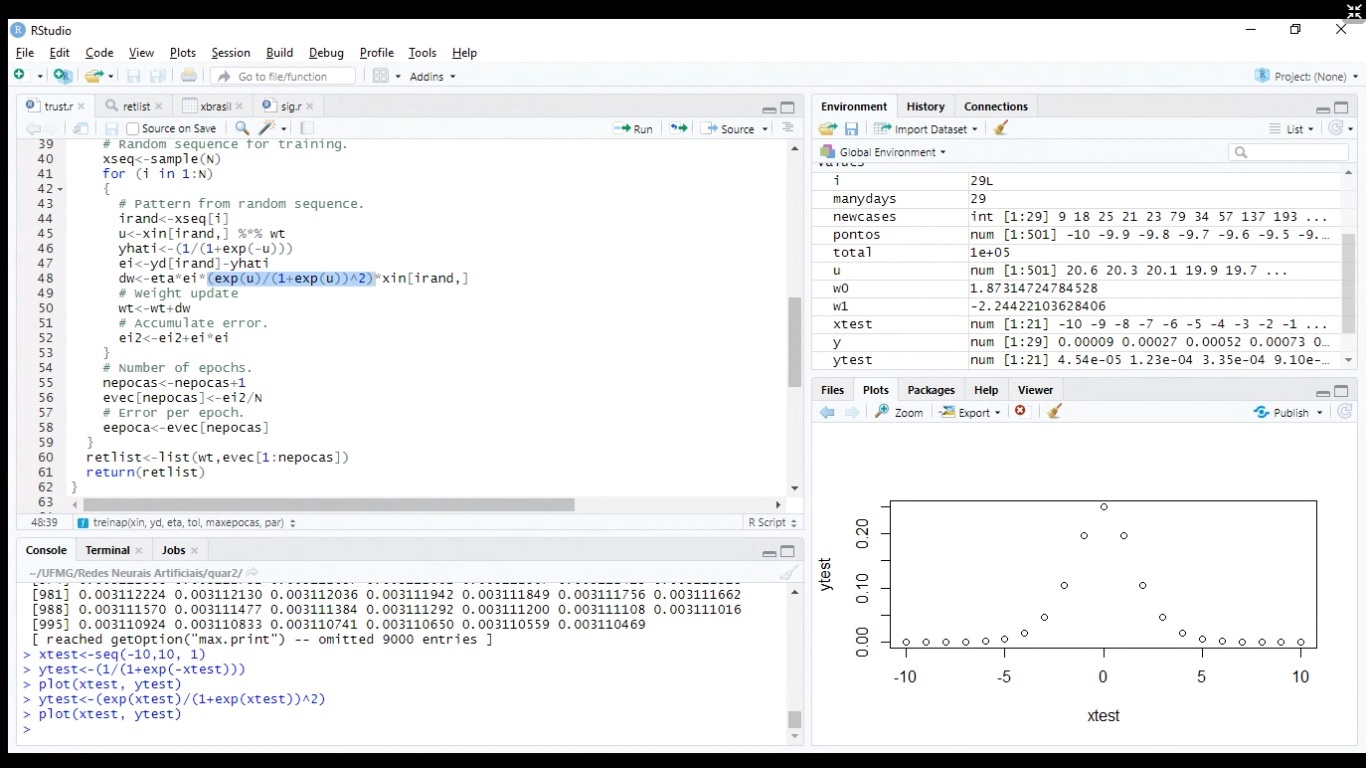 RStudio
File Edit Code View Plots Session Build Debug Profile Tools Help
Go to file/function Addins Project: (None)
trust.r retlist xbrasil sig.r
Source on Save Run Source
39 # Random sequence for training.
40 xseq<-sample(N)
41 for (i in 1:N)
42 {
43 # Pattern from random sequence.
44 irand<-xseq[i]
45 u<-xin[irand,] %*% wt
46 yhati<-(1/(1+exp(-u)))
47 ei<-yd[irand]-yhati
48 dw<-eta*ei*(exp(u)/(1+exp(u))^2)*xin[irand,]
49 # Weight update
50 wt<-wt+dw
51 # Accumulate error.
52 ei2<-ei2+ei*ei
53 }
54 # Number of epochs.
55 nepocas<-nepocas+1
56 evec[nepocas]<-ei2/N
57 # Error per epoch.
58 eepoca<-evec[nepocas]
59 }
60 retlist<-list(wt,evec[1:nepocas])
61 return(retlist)
62 }
63
48:39 treinap(xin, yd, eta, tol, maxepocas, par) R Script
Console Terminal Jobs
~/UFMG/Redes Neurais Artificiais/quar2/
[988] 0.003111570 0.003111477 0.003111384 0.003111292 0.003111200 0.003111108 0.003111016
[981] 0.003112224 0.003112130 0.003112036 0.003111942 0.003111849 0.003111756 0.003111662
[995] 0.003110924 0.003110833 0.003110741 0.003110650 0.003110559 0.003110469
[ reached getOption("max.print") -- omitted 9000 entries ]
> xtest<-seq(-10,10, 1)
> ytest<-(1/(1+exp(-xtest)))
> plot(xtest, ytest)
> ytest<-(exp(xtest)/(1+exp(xtest))^2)
> plot(xtest, ytest)
>
Environment History Connections
Import Dataset List
Global Environment
Values
i 29L
manydays 29
newcases int [1:29] 9 18 25 21 23 79 34 57 137 193 ...
pontos num [1:501] -10 -9.9 -9.8 -9.7 -9.6 -9.5 -9...
total 1e+05
u num [1:501] 20.6 20.3 20.1 19.9 19.7 ...
w0 1.87314724784528
w1 -2.24422103628406
xtest num [1:21] -10 -9 -8 -7 -6 -5 -4 -3 -2 -1 ...
y num [1:29] 0.00009 0.00027 0.00052 0.00073 0...
ytest num [1:21] 4.54e-05 1.23e-04 3.35e-04 9.10e-...
Files Plots Packages Help Viewer
Zoom Export Publish
ytest
0.20
0.10
0.00
-10 -5 0 5 10
xtest